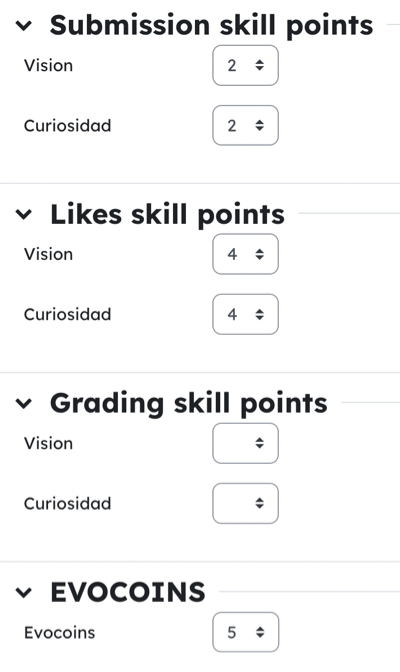 Submission skill points
Vision 2
Curiosidad 2
Likes skill points
Vision 4
Curiosidad 4
Grading skill points
Vision
Curiosidad
EVOCOINS
Evocoins 5